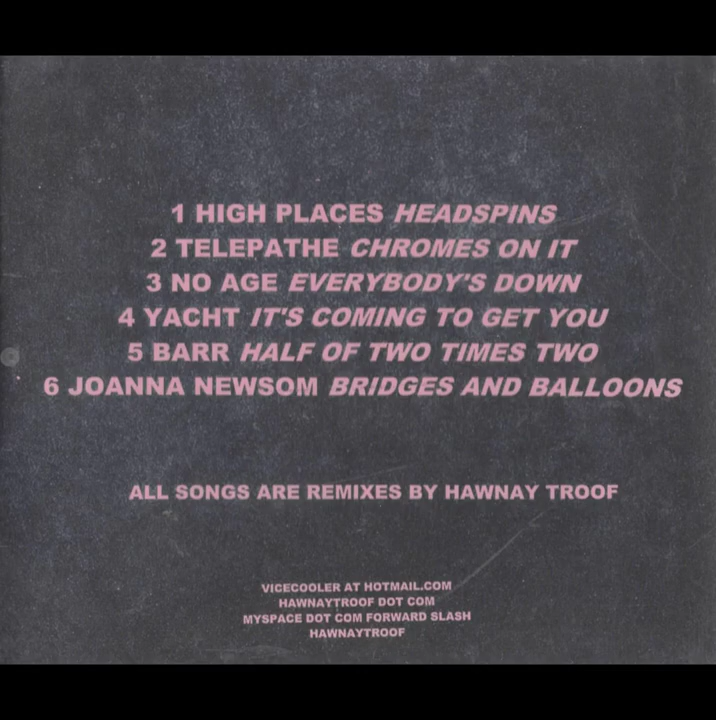 1 HIGH PLACES HEADSPINS
2 TELEPATHE CHROMES ON IT
3 NO AGE EVERYBODY'S DOWN
4 YACHT IT'S COMING TO GET YOU
5 BARR HALF OF TWO TIMES TWO
6 JOANNA NEWSOM BRIDGES AND BALLOONS
ALL SONGS ARE REMIXES BY HAWNAY TROOF
VICECOOLER AT HOTMAIL.COM
HAWNAYTROOF DOT COM
MYSPACE DOT COM FORWARD SLASH
HAWNAYTROOF